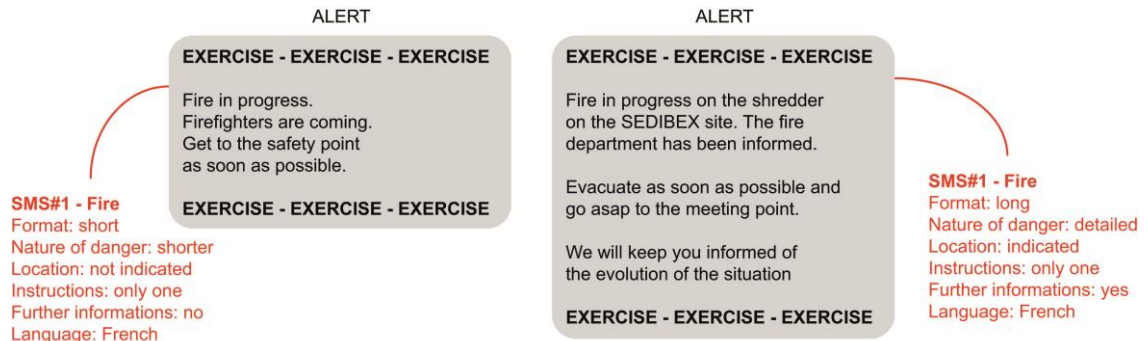 ALERT
EXERCISE - EXERCISE - EXERCISE
Fire in progress.
Firefighters are coming.
Get to the safety point
as soon as possible.
EXERCISE - EXERCISE - EXERCISE
SMS#1 - Fire
Format: short
Nature of danger: shorter
Location: not indicated
Instructions: only one
Further informations: no
Language: French
ALERT
EXERCISE - EXERCISE - EXERCISE
Fire in progress on the shredder
on the SEDIBEX site. The fire
department has been informed.
Evacuate as soon as possible and
go asap to the meeting point.
We will keep you informed of
the evolution of the situation
EXERCISE - EXERCISE - EXERCISE
SMS#1 - Fire
Format: long
Nature of danger: detailed
Location: indicated
Instructions: only one
Further informations: yes
Language: French